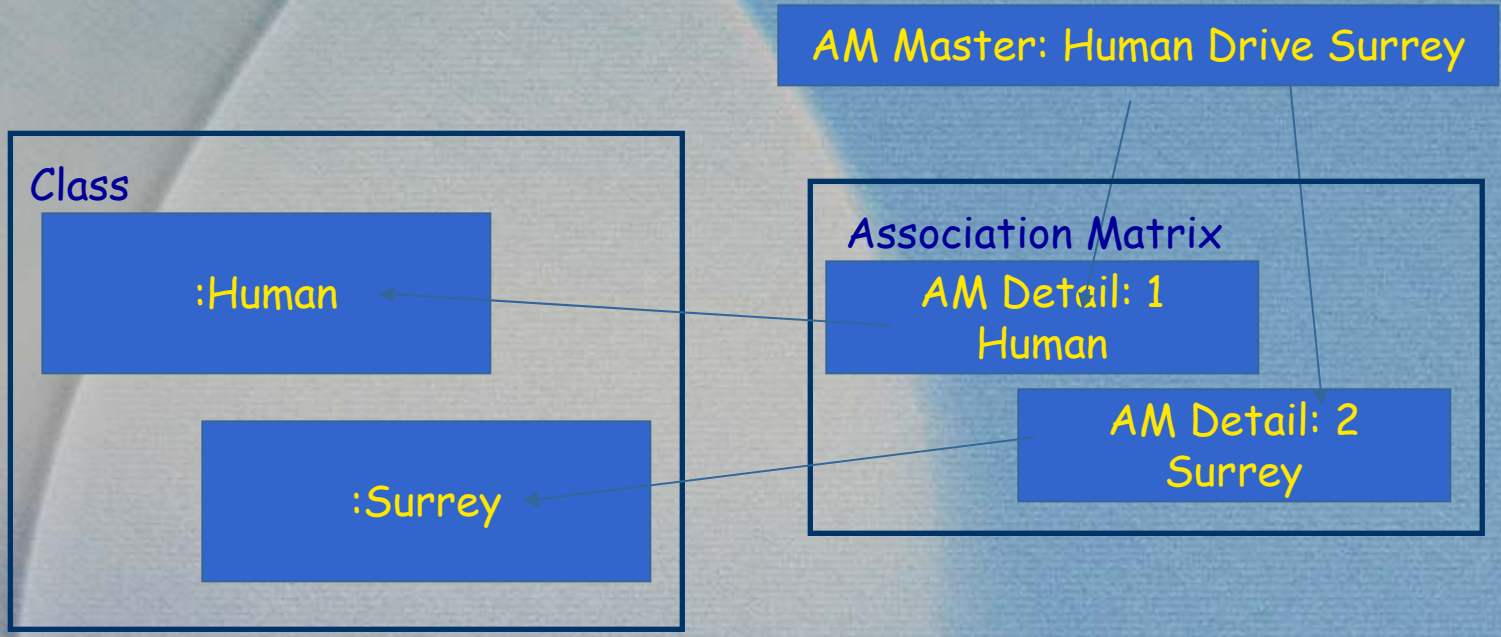 AM Master: Human Drive Surrey
Class
:Human
:Surrey
Association Matrix
AM Detail: 1
Human
AM Detail: 2
Surrey